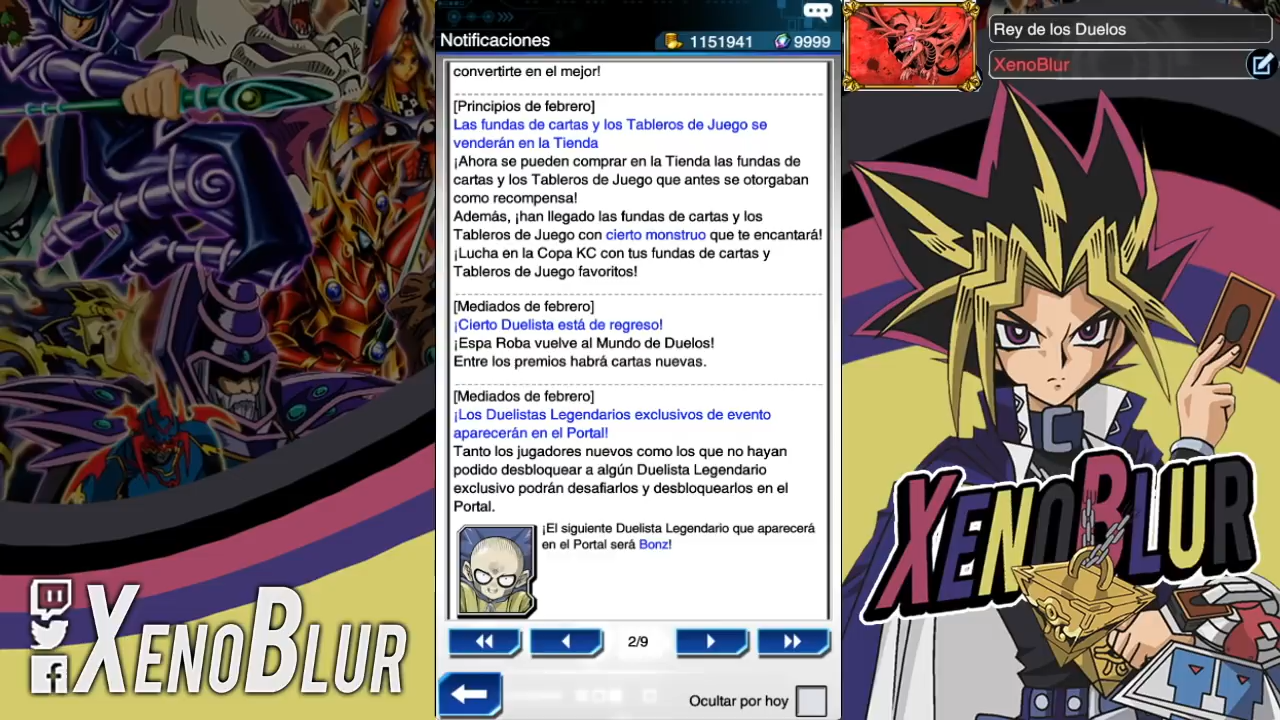 Notificaciones
1151941
9999
convertirte en el mejor!
[Principios de febrero]
Las fundas de cartas y los Tableros de Juego se
venderán en la Tienda
¡Ahora se pueden comprar en la Tienda las fundas de
cartas y los Tableros de Juego que antes se otorgaban
como recompensa!
Además, ¡han llegado las fundas de cartas y los
Tableros de Juego con cierto monstruo que te encantará!
¡Lucha en la Copa KC con tus fundas de cartas y
Tableros de Juego favoritos!
[Mediados de febrero]
¡Cierto Duelista está de regreso!
¡Espa Roba vuelve al Mundo de Duelos!
Entre los premios habrá cartas nuevas.
[Mediados de febrero]
¡Los Duelistas Legendarios exclusivos de evento
aparecerán en el Portal!
Tanto los jugadores nuevos como los que no hayan
podido desbloquear a algún Duelista Legendario
exclusivo podrán desafiarlos y desbloquearlos en el
Portal.
¡El siguiente Duelista Legendario que aparecerá
en el Portal será Bonz!
2/9
Ocultar por hoy
Rey de los Duelos
XenoBlur
XENOBLUR
XENOBLUR